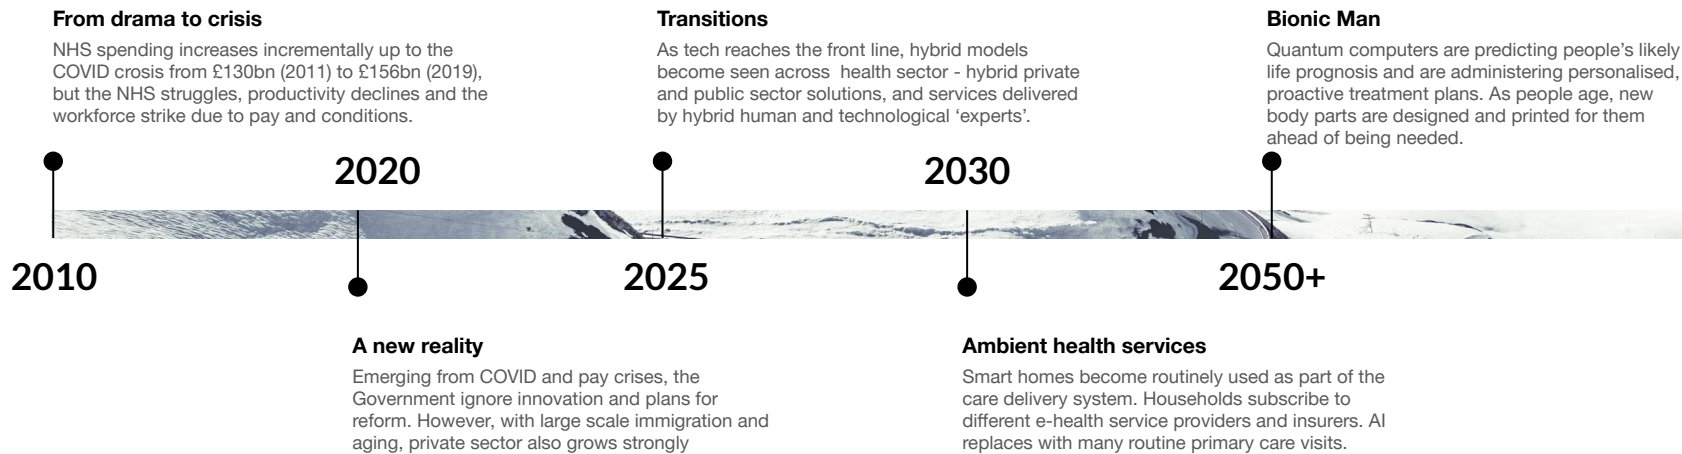 From drama to crisis
NHS spending increases incrementally up to the
COVID crosis from £130bn (2011) to £156bn (2019),
but the NHS struggles, productivity declines and the
workforce strike due to pay and conditions.
Transitions
As tech reaches the front line, hybrid models
become seen across  health sector - hybrid private
and public sector solutions, and services delivered
by hybrid human and technological ‘experts’.
Bionic Man
Quantum computers are predicting people’s likely
life prognosis and are administering personalised,
proactive treatment plans. As people age, new
body parts are designed and printed for them
ahead of being needed.
2020
2030
2010
2025
2050+
A new reality
Emerging from COVID and pay crises, the
Government ignore innovation and plans for
reform. However, with large scale immigration and
aging, private sector also grows strongly
Ambient health services
Smart homes become routinely used as part of the
care delivery system. Households subscribe to
different e-health service providers and insurers. AI
replaces with many routine primary care visits.